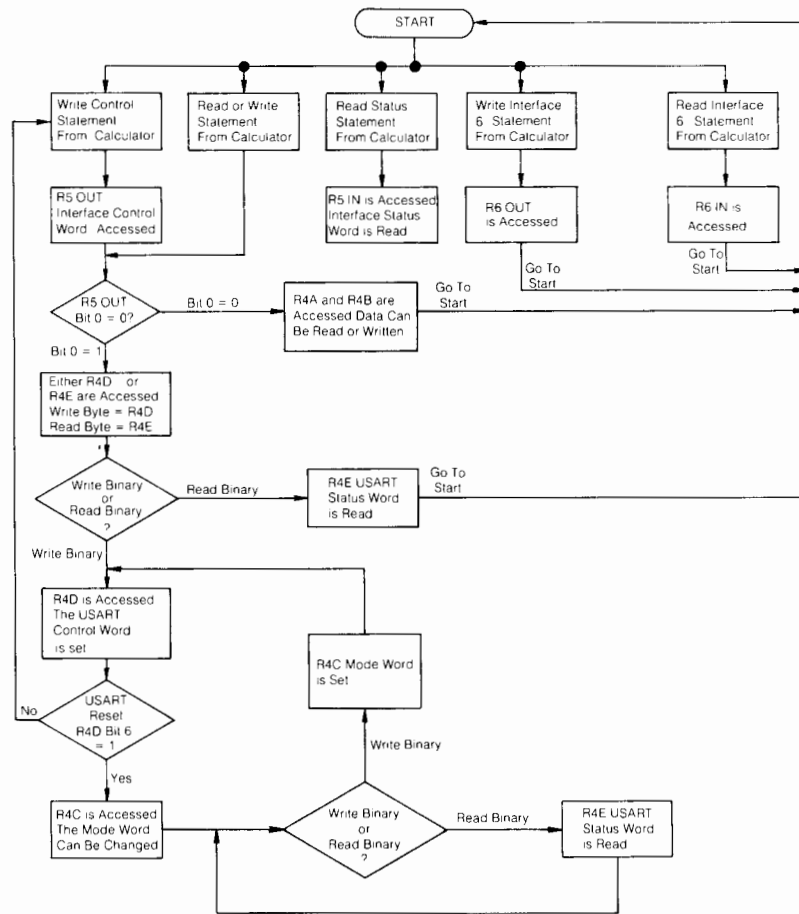 START
Write Control
Statement
From Calculator
Read or Write
Statement
From Calculator
Read Status
Statement
From Calculator
Write Interface
6 Statement
From Calculator
Read Interface
6 Statement
From Calculator
R5 OUT
Interface Control
Word Accessed
R5 IN is Accessed
Interface Status
Word is Read
R6 OUT
is Accessed
R6 IN is
Accessed
Go To
Start
Go To
Start
R5 OUT
Bit 0 = 0?
Bit 0 = 0
R4A and R4B are
Accessed Data Can
Be Read or Written
Go To
Start
Bit 0 = 1
Either R4D or
R4E are Accessed
Write Byte = R4D
Read Byte = R4E
Write Binary
or
Read Binary
?
Read Binary
R4E USART
Status Word
is Read
Go To
Start
Write Binary
R4D is Accessed
The USART
Control Word
is set
R4C Mode Word
is Set
USART
Reset
R4D Bit 6
= 1
No
Write Binary
Yes
R4C is Accessed
The Mode Word
Can Be Changed
Write Binary
or
Read Binary
?
Read Binary
R4E USART
Status Word
is Read